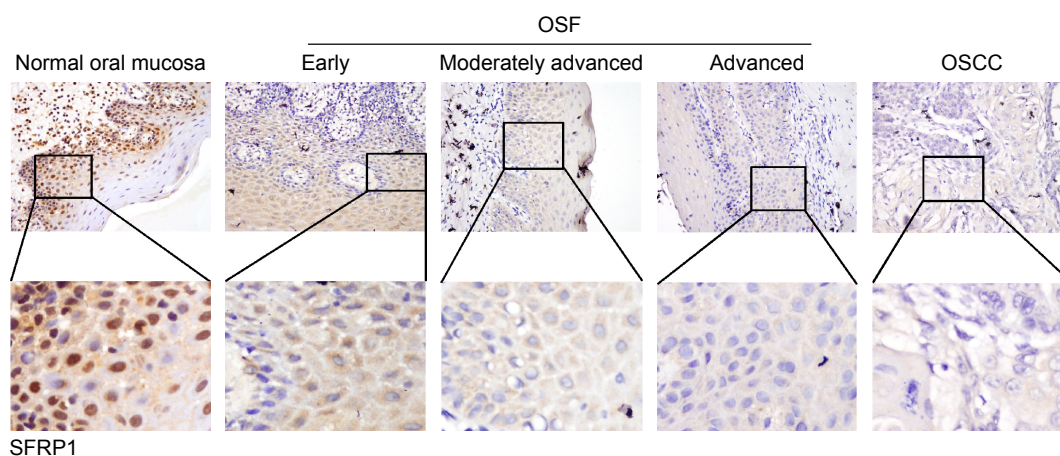 OSF
Normal oral mucosa
Early
Moderately advanced
Advanced
OSCC
SFRP1